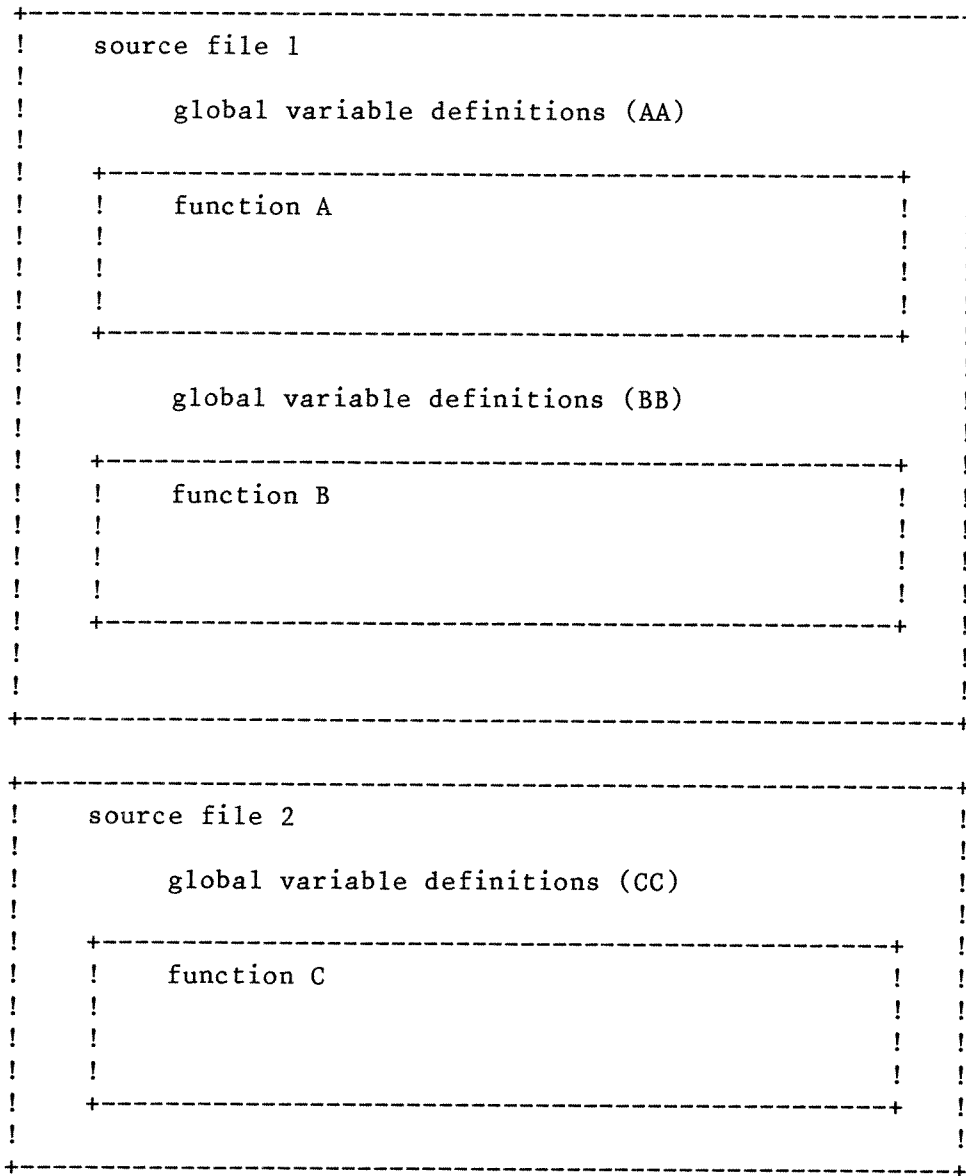 source file 1
global variable definitions (AA)
function A
global variable definitions (BB)
function B
source file 2
global variable definitions (CC)
function C